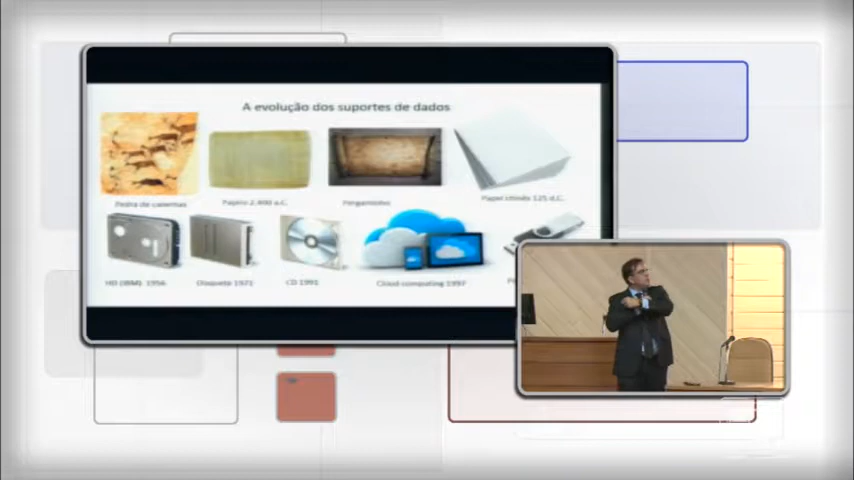 A evolução dos suportes de dados
Pedra de cavernas
Papiro 2.400 a.C.
Pergaminho
Papel chinês 125 d.C.
HD (IBM) 1956
Disquete 1971
CD 1991
Cloud computing 1997